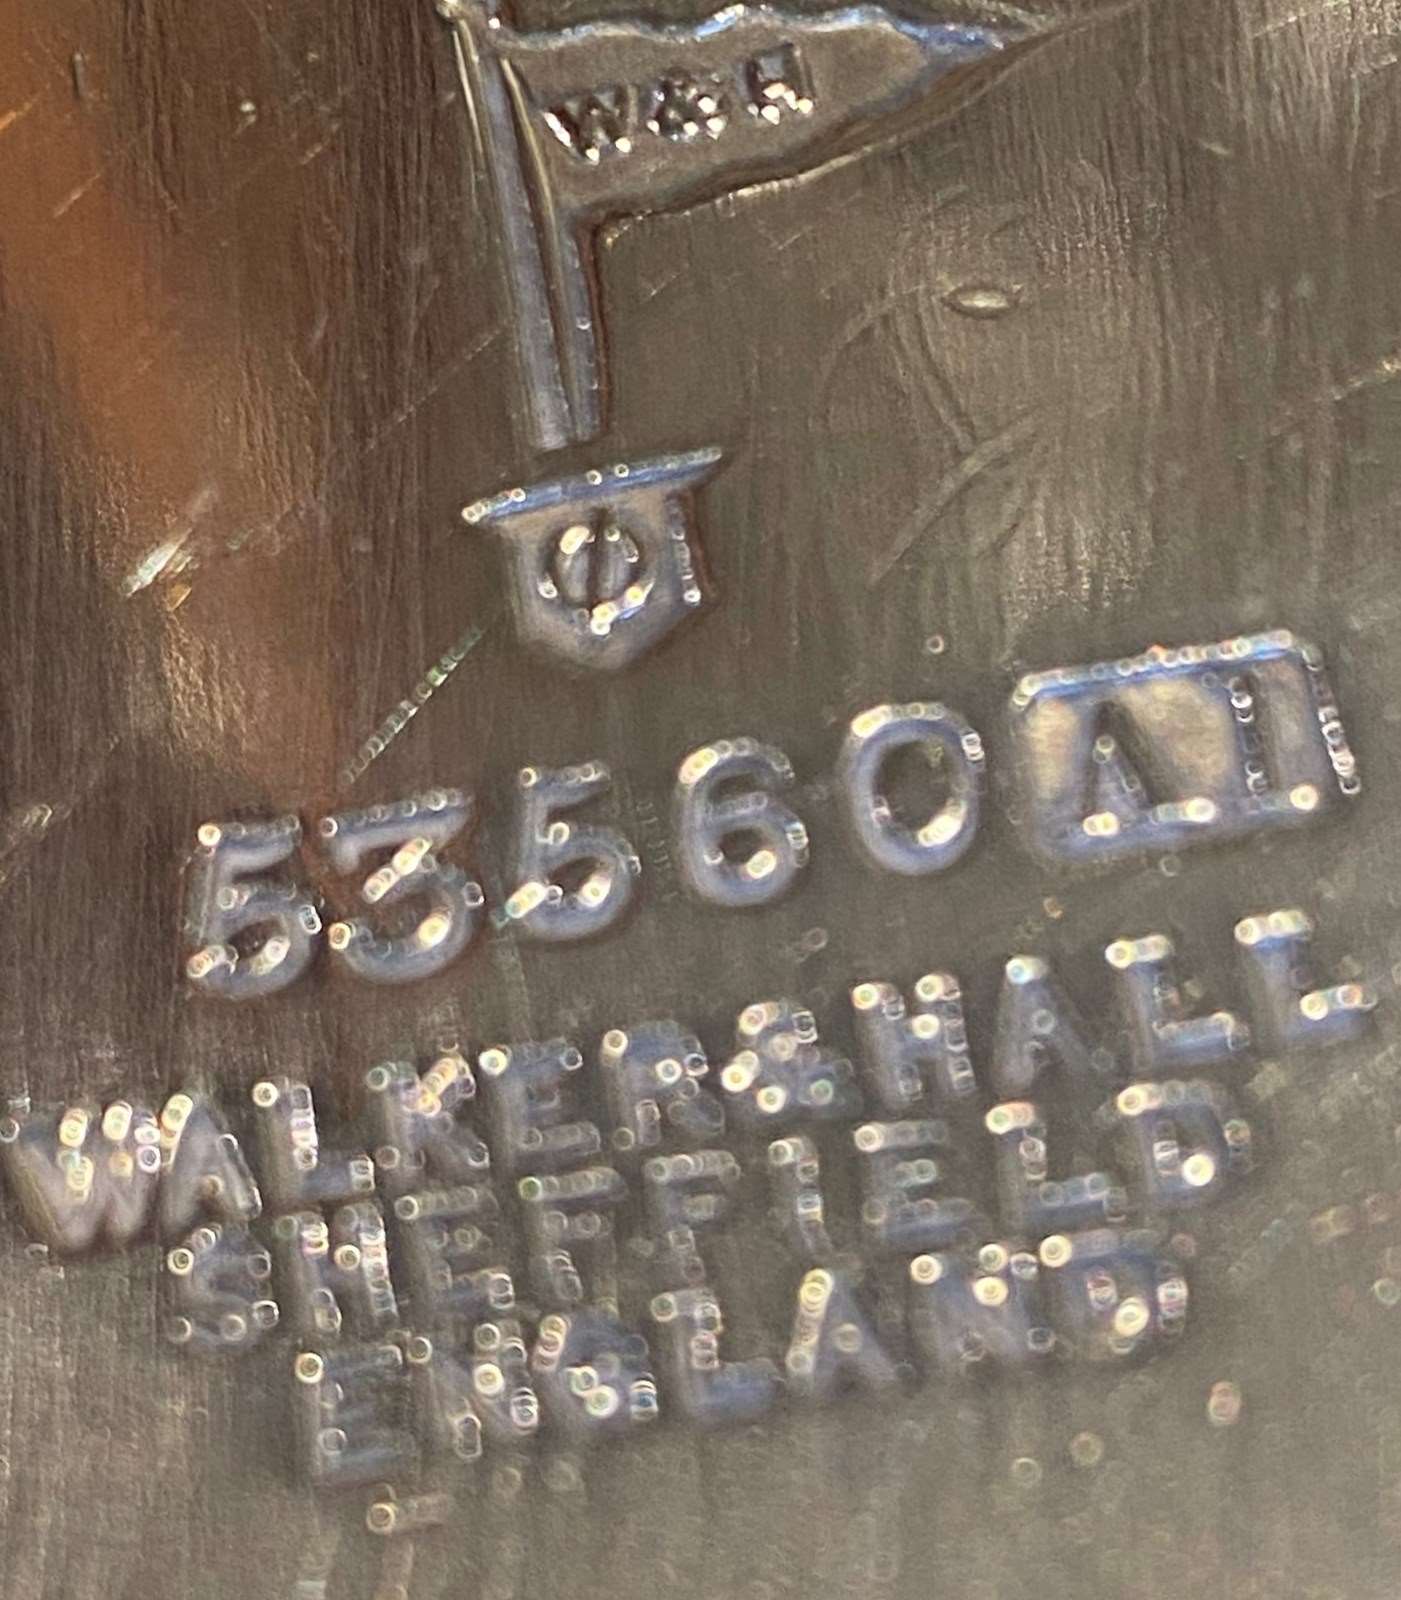 W & H
53560 A1
WALKER & HALL
SHEFFIELD
ENGLAND